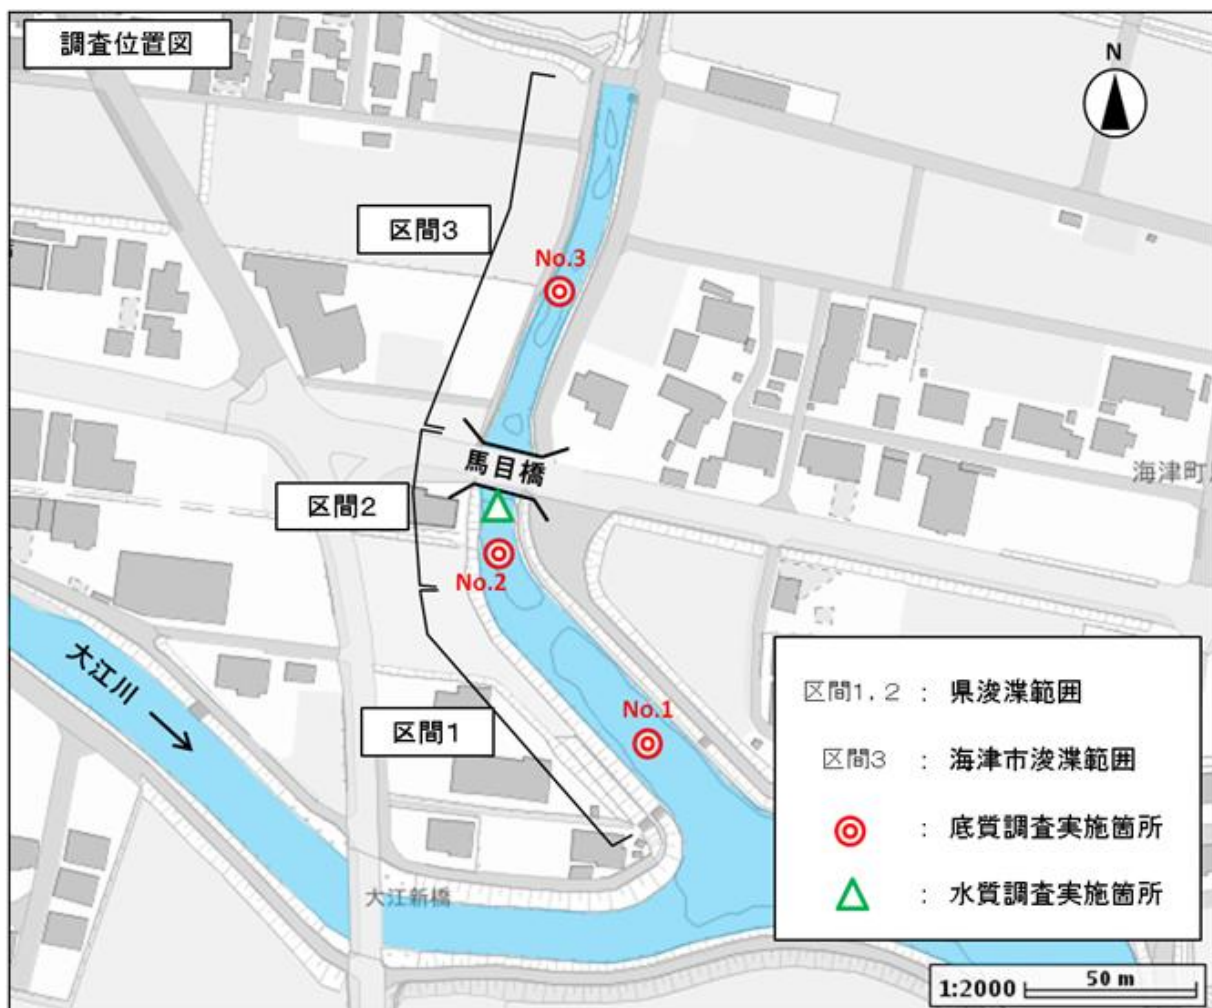 調査位置図
N
区間3
No.3
馬目橋
海津町
区間2
No.2
大江川
No.1
区間1
大江新橋
区間1,2 : 県浚渫範囲
区間3 : 海津市浚渫範囲
: 底質調査実施箇所
: 水質調査実施箇所
1:2000 50 m